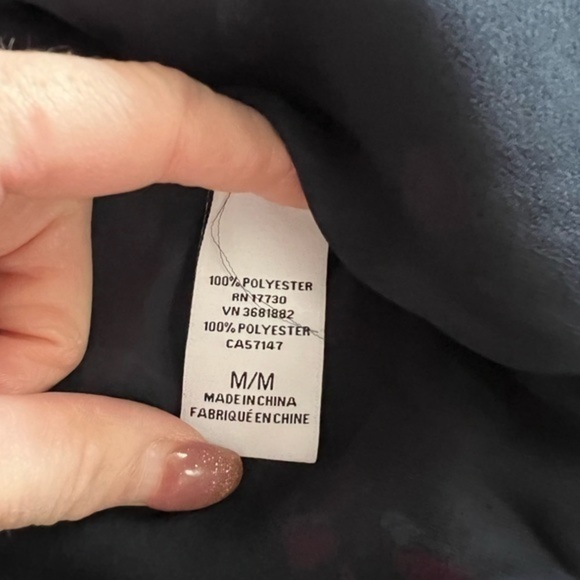 100% POLYESTER
RN 17730
VN 3681882
100% POLYESTER
CA57147
M/M
MADE IN CHINA
FABRIQUÉ EN CHINE